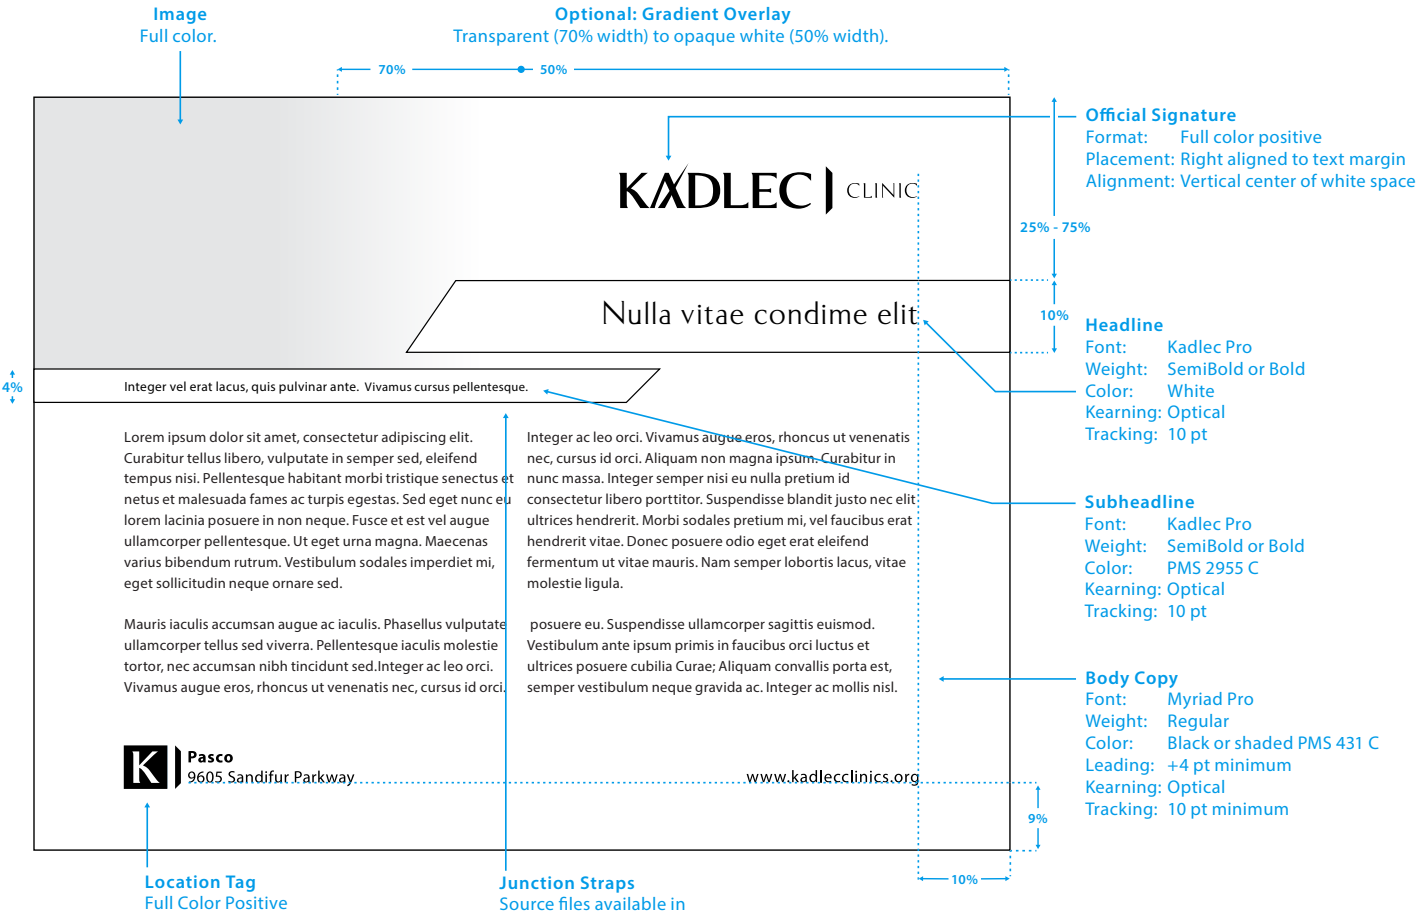 Image
Full color.
Optional: Gradient Overlay
Transparent (70% width) to opaque white (50% width).
70%
50%
Official Signature
Format: Full color positive
Placement: Right aligned to text margin
Alignment: Vertical center of white space
KADLEC CLINIC
25% - 75%
Nulla vitae condime elit
10%
Headline
Font: Kadlec Pro
Weight: SemiBold or Bold
Color: White
Kearning: Optical
Tracking: 10 pt
4%
Integer vel erat lacus, quis pulvinar ante. Vivamus cursus pellentesque.
Lorem ipsum dolor sit amet, consectetur adipiscing elit.
Curabitur tellus libero, vulputate in semper sed, eleifend
tempus nisi. Pellentesque habitant morbi tristique senectus et
netus et malesuada fames ac turpis egestas. Sed eget nunc eu
lorem lacinia posuere in non neque. Fusce et est vel augue
ullamcorper pellentesque. Ut eget urna magna. Maecenas
varius bibendum rutrum. Vestibulum sodales imperdiet mi,
eget sollicitudin neque ornare sed.
Mauris iaculis accumsan augue ac iaculis. Phasellus vulputate
ullamcorper tellus sed viverra. Pellentesque iaculis molestie
tortor, nec accumsan nibh tincidunt sed.Integer ac leo orci.
Vivamus augue eros, rhoncus ut venenatis nec, cursus id orci.
Integer ac leo orci. Vivamus augue eros, rhoncus ut venenatis
nec, cursus id orci. Aliquam non magna ipsum. Curabitur in
nunc massa. Integer semper nisi eu nulla pretium id
consectetur libero porttitor. Suspendisse blandit justo nec elit
ultrices hendrerit. Morbi sodales pretium mi, vel faucibus erat
hendrerit vitae. Donec posuere odio eget erat eleifend
fermentum ut vitae mauris. Nam semper lobortis lacus, vitae
molestie ligula.
posuere eu. Suspendisse ullamcorper sagittis euismod.
Vestibulum ante ipsum primis in faucibus orci luctus et
ultrices posuere cubilia Curae; Aliquam convallis porta est,
semper vestibulum neque gravida ac. Integer ac mollis nisl.
Subheadline
Font: Kadlec Pro
Weight: SemiBold or Bold
Color: PMS 2955 C
Kearning: Optical
Tracking: 10 pt
Body Copy
Font: Myriad Pro
Weight: Regular
Color: Black or shaded PMS 431 C
Leading: +4 pt minimum
Kearning: Optical
Tracking: 10 pt minimum
K
Pasco
9605 Sandifur Parkway
www.kadlecclinics.org
9%
10%
Location Tag
Full Color Positive
Junction Straps
Source files available in